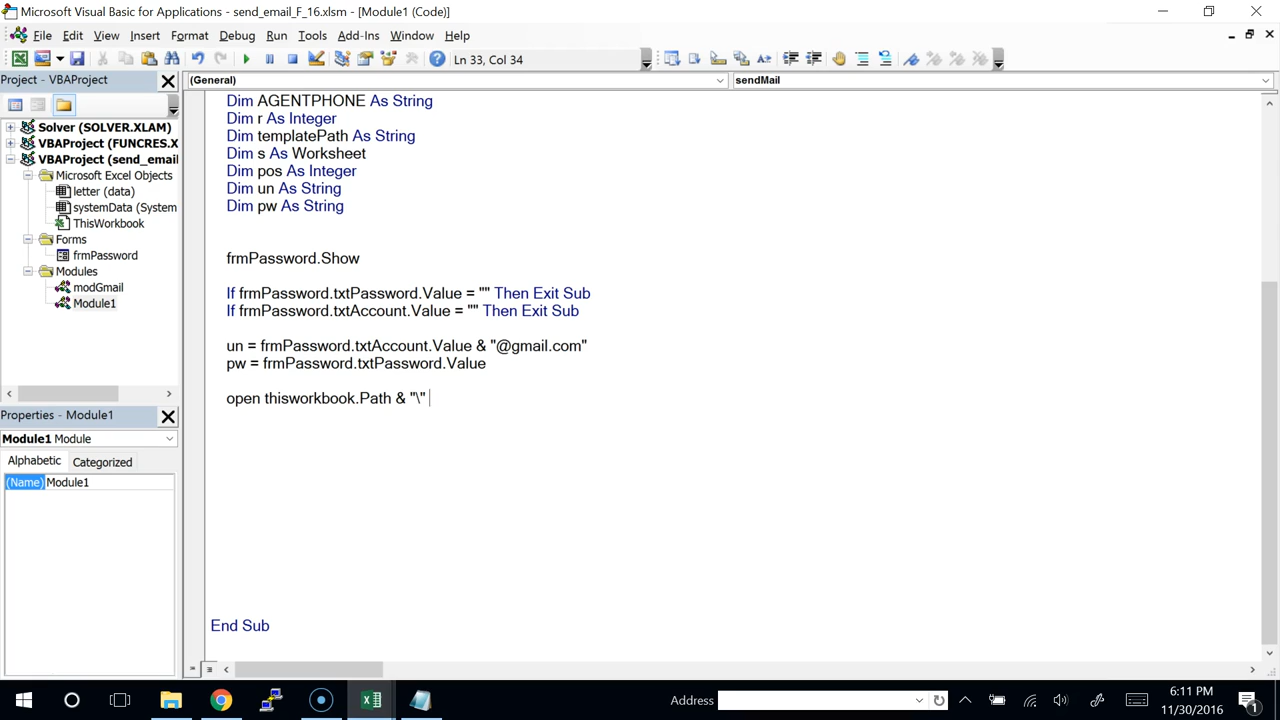 Microsoft Visual Basic for Applications - send_email_F_16.xlsm - [Module1 (Code)]
File Edit View Insert Format Debug Run Tools Add-Ins Window Help
Ln 33, Col 34
Project - VBAProject
(General)
sendMail
Solver (SOLVER.XLAM)
VBAProject (FUNCRES.X
VBAProject (send_email
Microsoft Excel Objects
letter (data)
systemData (System
ThisWorkbook
Forms
frmPassword
Modules
modGmail
Module1
Properties - Module1
Module1 Module
Alphabetic Categorized
(Name) Module1
Dim AGENTPHONE As String
Dim r As Integer
Dim templatePath As String
Dim s As Worksheet
Dim pos As Integer
Dim un As String
Dim pw As String
frmPassword.Show
If frmPassword.txtPassword.Value = "" Then Exit Sub
If frmPassword.txtAccount.Value = "" Then Exit Sub
un = frmPassword.txtAccount.Value & "@gmail.com"
pw = frmPassword.txtPassword.Value
open thisworkbook.Path & "\"
End Sub
Address
6:11 PM
11/30/2016
1